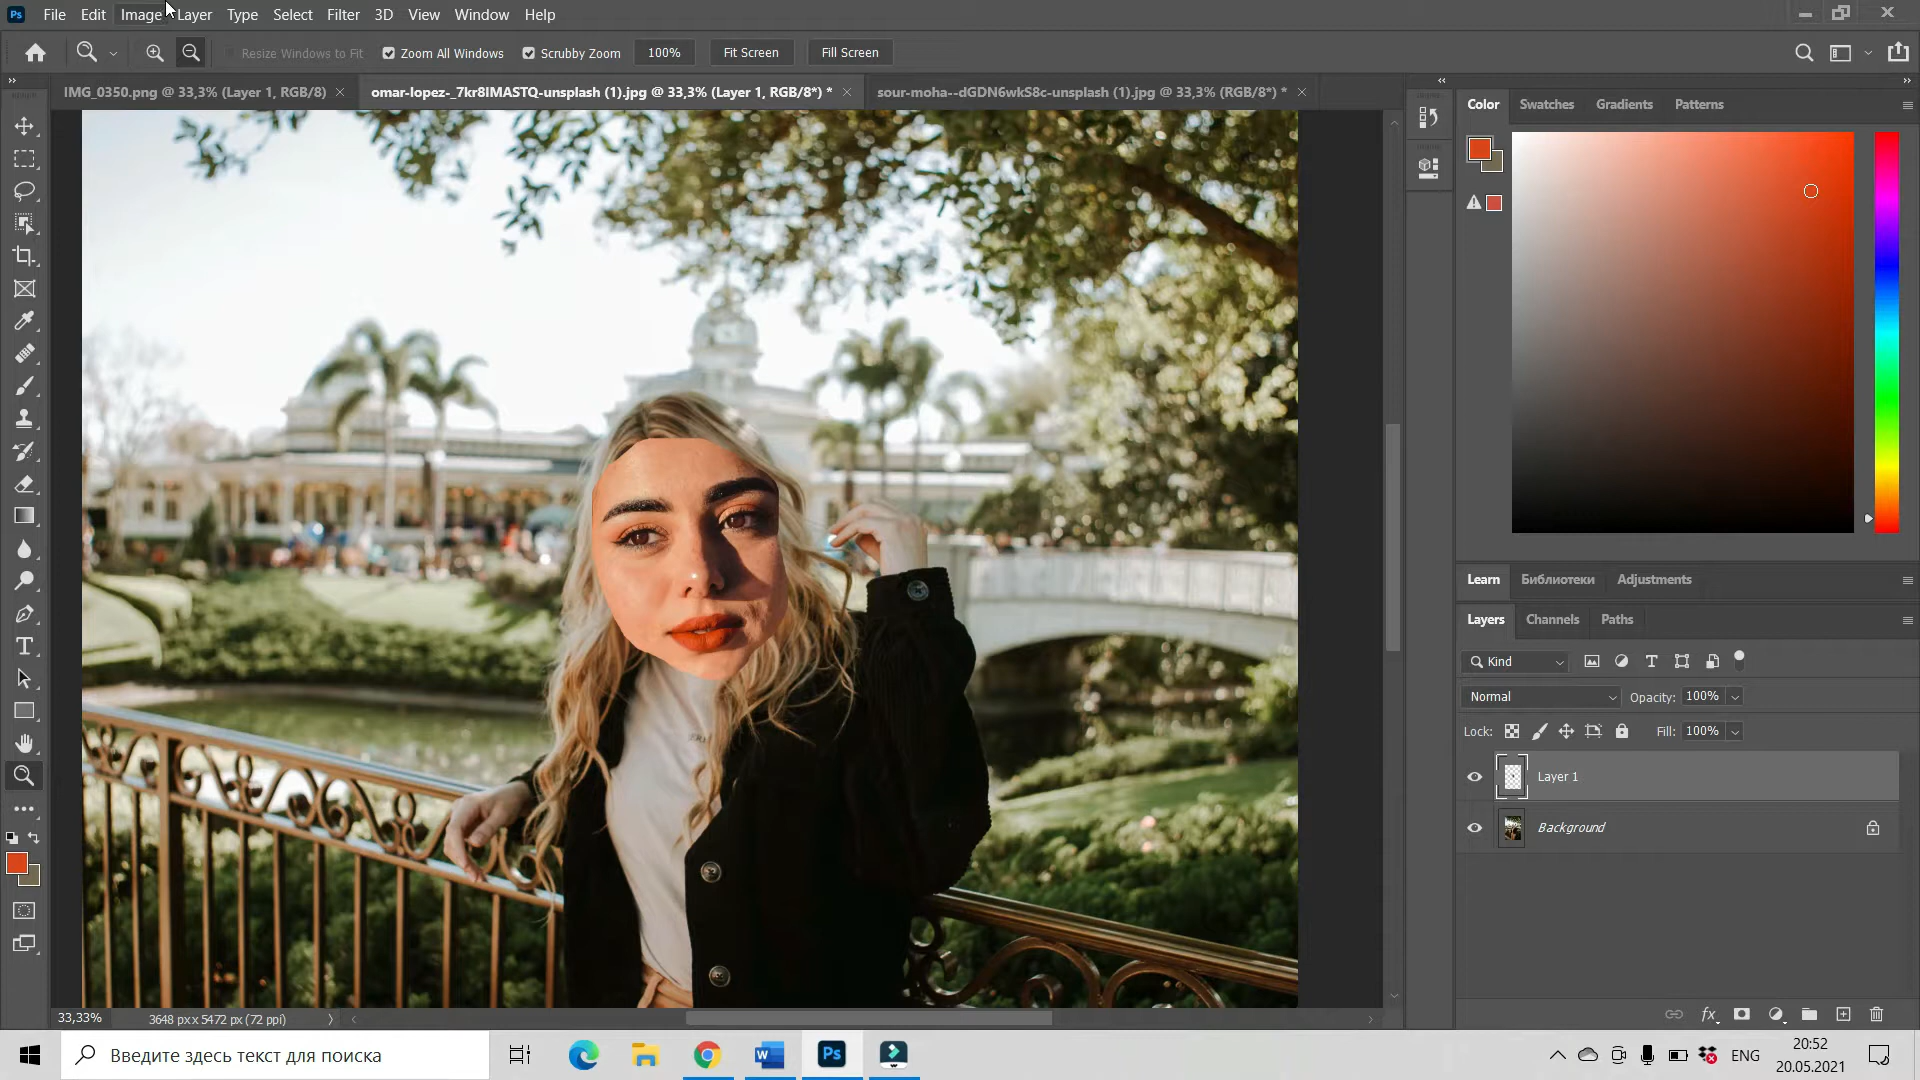 Ps File Edit Image Layer Type Select Filter 3D View Window Help
Resize Windows to Fit Zoom All Windows Scrubby Zoom 100% Fit Screen Fill Screen
IMG_0350.png @ 33,3% (Layer 1, RGB/8) omar-lopez-_7kr8IMASTQ-unsplash (1).jpg @ 33,3% (Layer 1, RGB/8*) * sour-moha--dGDN6wkS8c-unsplash (1).jpg @ 33,3% (RGB/8*) *
Color Swatches Gradients Patterns
Learn Библиотеки Adjustments
Layers Channels Paths
Kind
Normal Opacity: 100%
Lock: Fill: 100%
Layer 1
Background
33,33% 3648 px x 5472 px (72 ppi)
Введите здесь текст для поиска
W Ps
ENG
20:52
20.05.2021